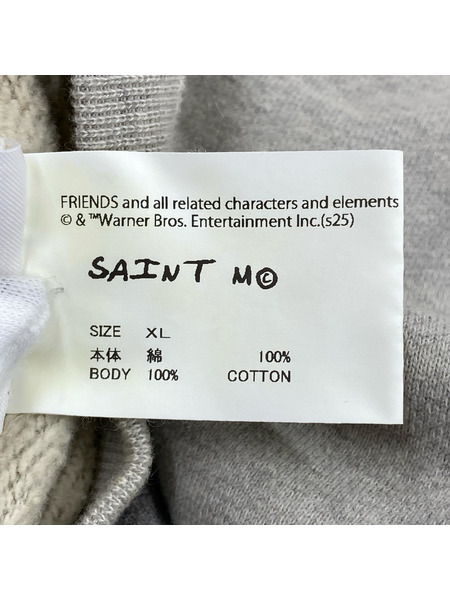 FRIENDS and all related characters and elements
© & ™Warner Bros. Entertainment Inc.(s25)
SAINT M©
SIZE XL
本体 綿 100%
BODY 100% COTTON